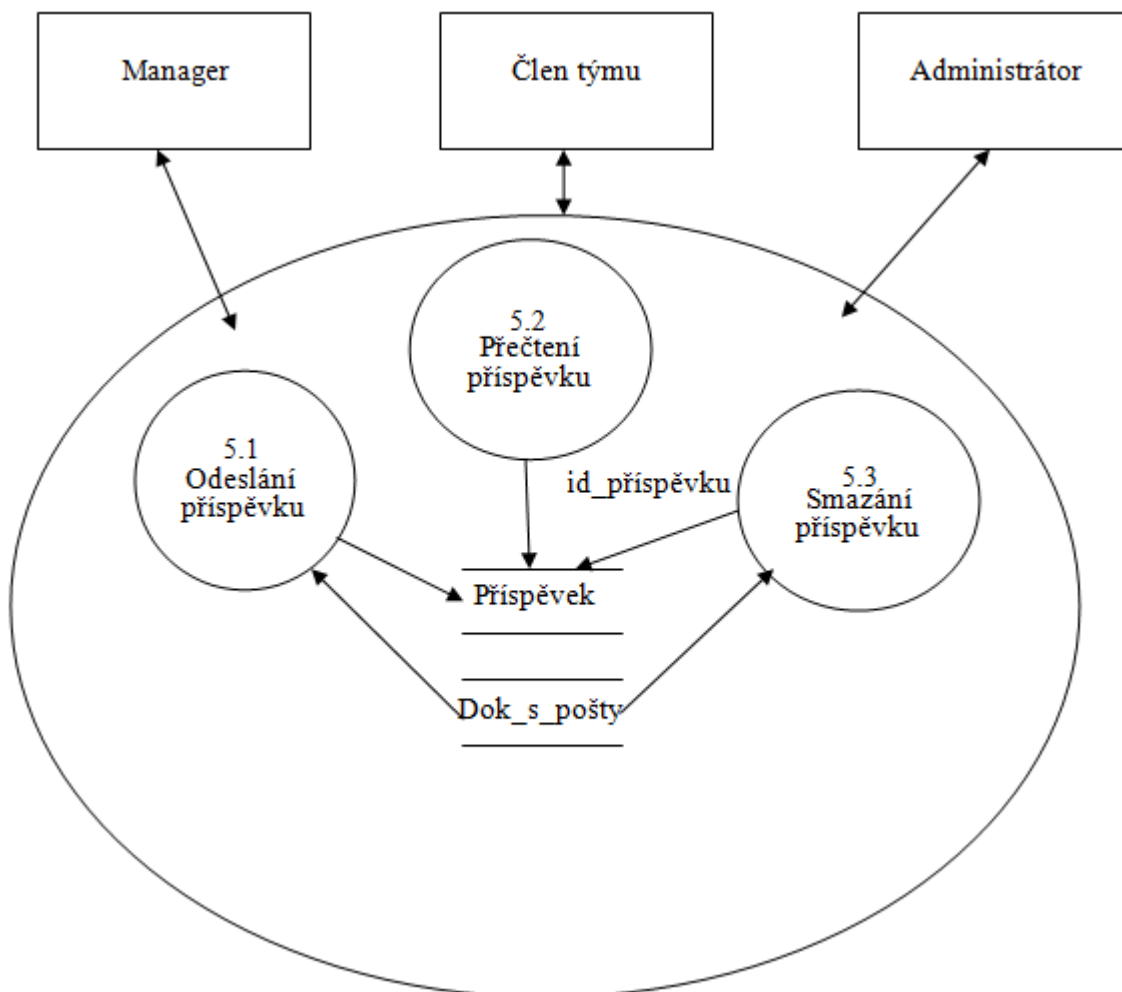 Manager
Člen týmu
Administrátor
5.2
Přečtení
příspěvku
5.1
Odeslání
příspěvku
id_příspěvku
5.3
Smazání
příspěvku
Příspěvek
Dok_s_pošty